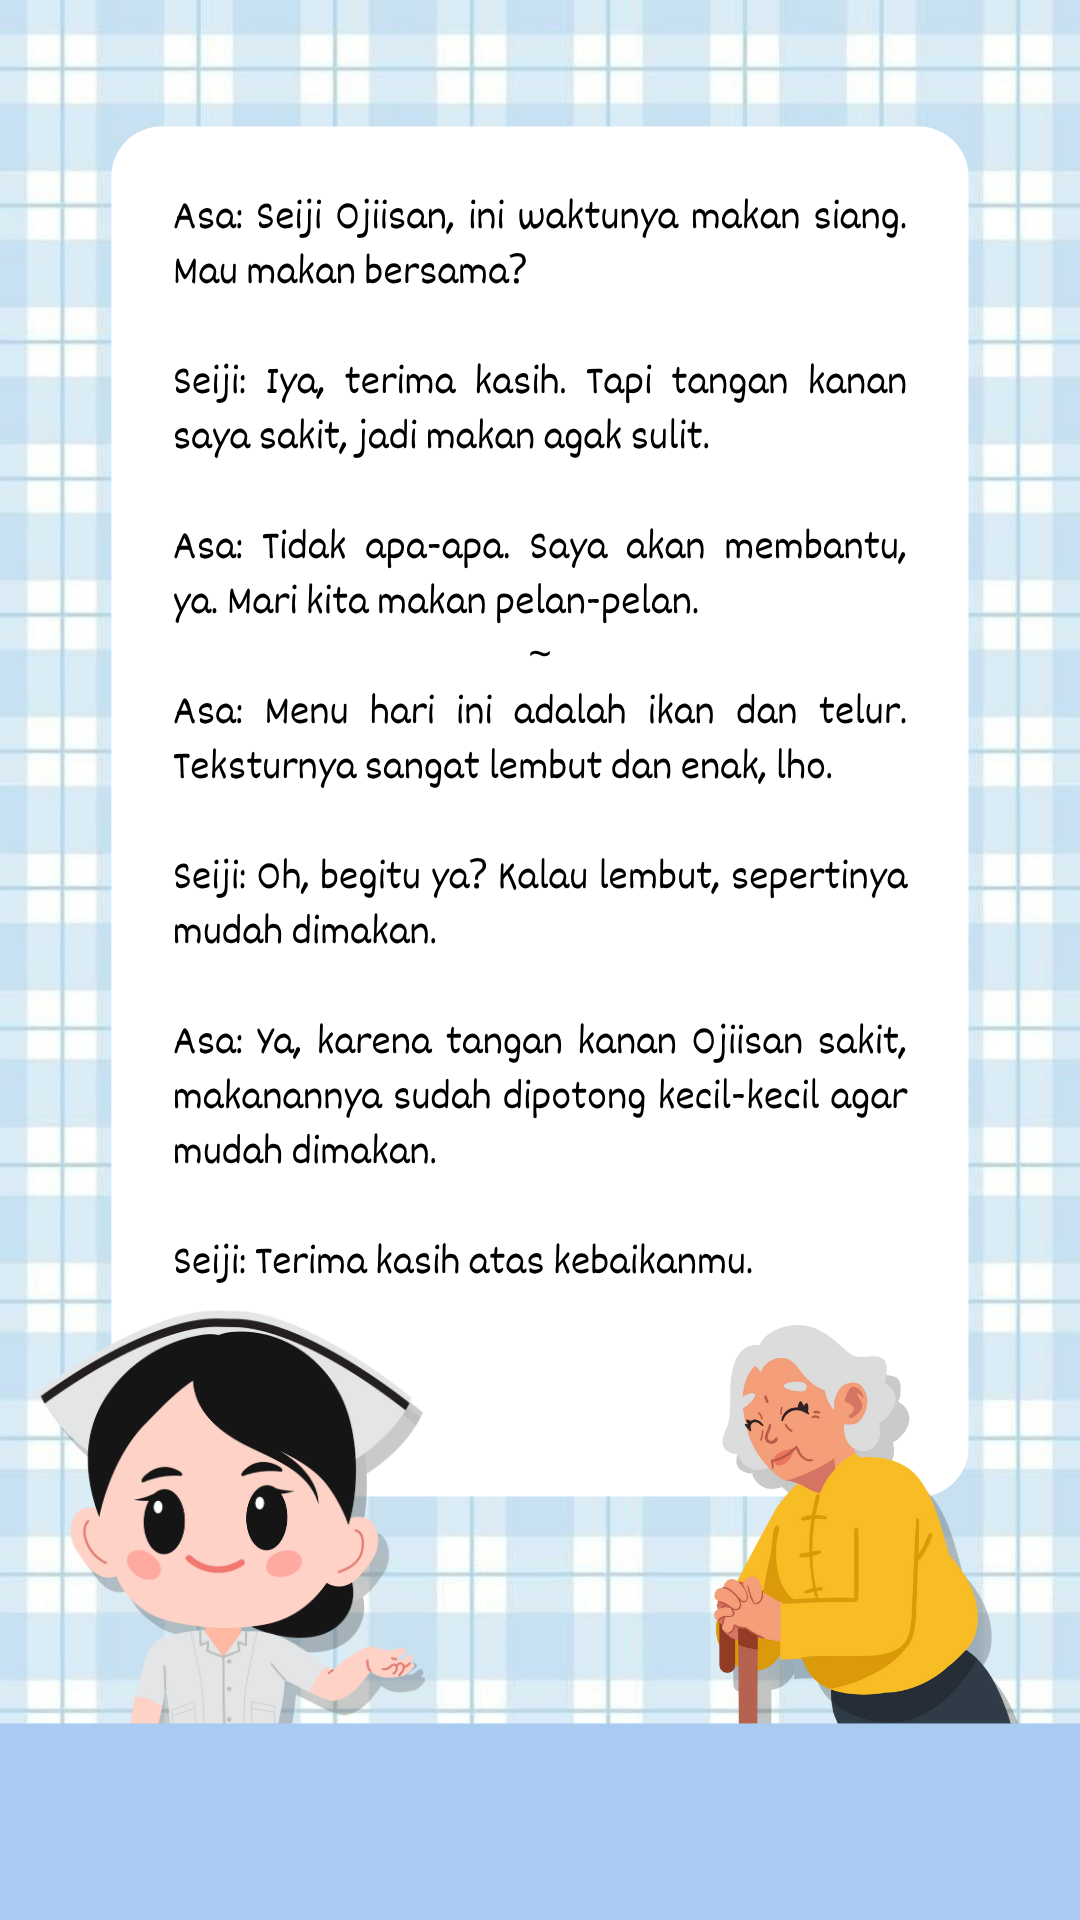 Asa: Seiji Ojiisan, ini waktunya makan siang.
Mau makan bersama?
Seiji: Iya, terima kasih. Tapi tangan kanan
saya sakit, jadi makan agak sulit.
Asa: Tidak apa-apa. Saya akan membantu,
ya. Mari kita makan pelan-pelan.
~
Asa: Menu hari ini adalah ikan dan telur.
Teksturnya sangat lembut dan enak, lho.
Seiji: Oh, begitu ya? Kalau lembut, sepertinya
mudah dimakan.
Asa: Ya, karena tangan kanan Ojiisan sakit,
makanannya sudah dipotong kecil-kecil agar
mudah dimakan.
Seiji: Terima kasih atas kebaikanmu.